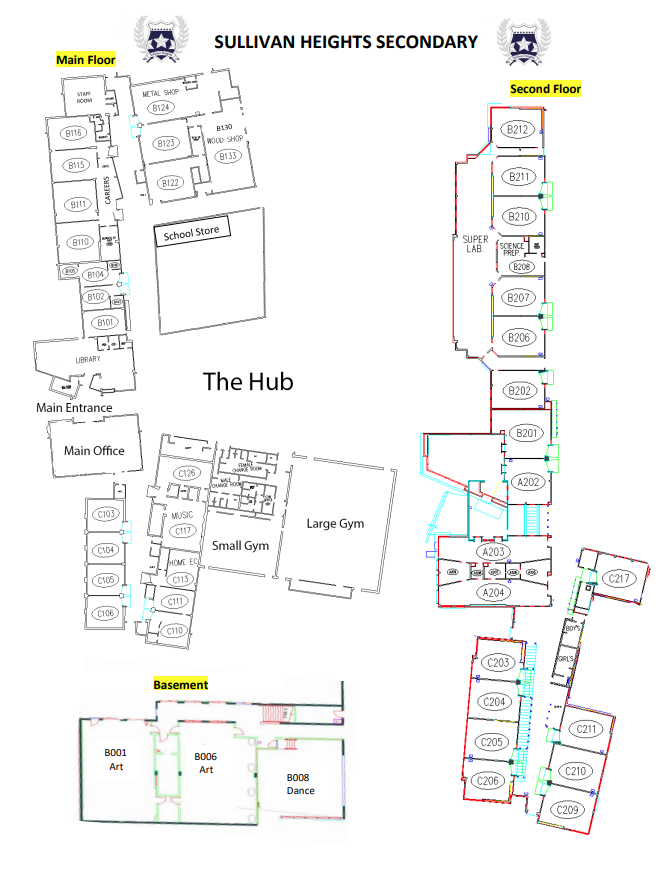 SULLIVAN HEIGHTS SECONDARY
Main Floor
Second Floor
STAFF
ROOM
METAL SHOP
B124
B116
B123
B130
WOOD SHOP
B133
B115
CAREERS
B122
B111
B110
School Store
B104
B102
B101
LIBRARY
The Hub
Main Entrance
Main Office
C126
FEMALE
CHANGE ROOM
MALE
CHANGE ROOM
MUSIC
C117
Small Gym
Large Gym
C103
C104
C105
C106
HOME EC
C113
C111
C110
B212
B211
B210
SUPER
LAB.
SCIENCE
PREP.
B208
B207
B206
B202
B201
A202
A203
A204
C217
BOY'S
GIRL'S
C203
C204
C205
C206
C211
C210
C209
Basement
B001
Art
B006
Art
B008
Dance